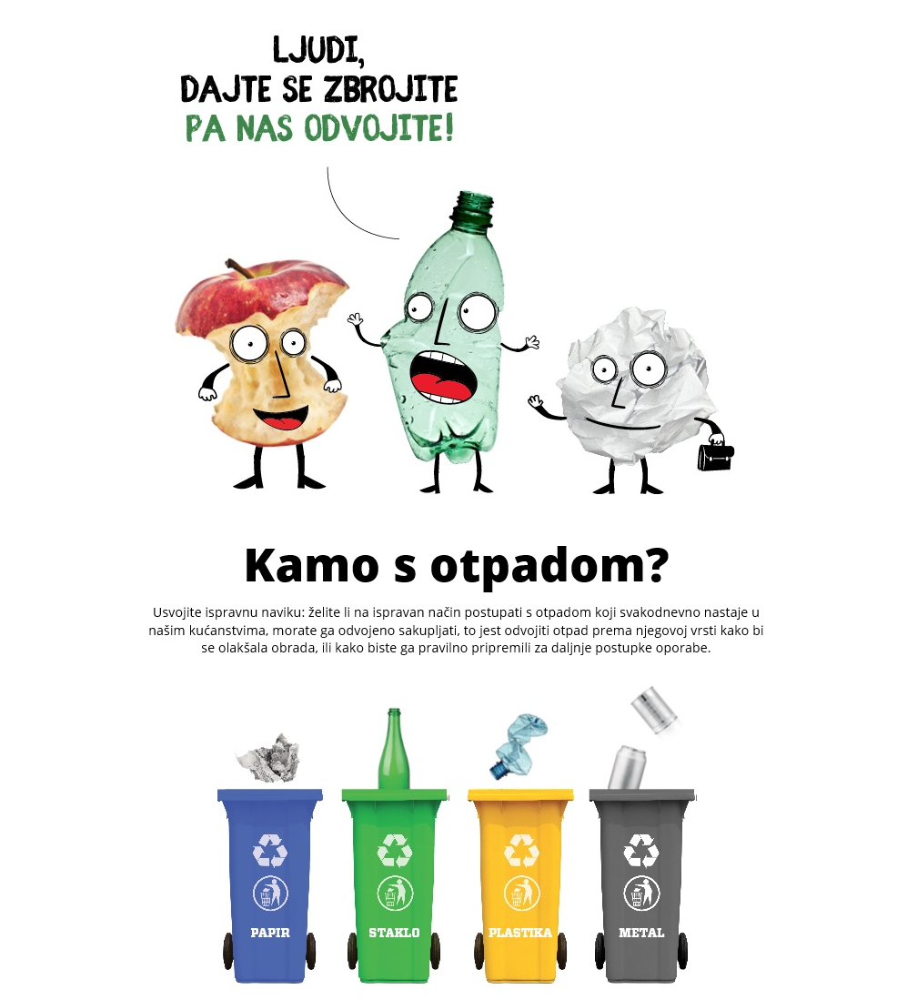 LJUDI,
DAJTE SE ZBROJITE
PA NAS ODVOJITE!
Kamo s otpadom?
Usvojite ispravnu naviku: želite li na ispravan način postupati s otpadom koji svakodnevno nastaje u
našim kućanstvima, morate ga odvojeno sakupljati, to jest odvojiti otpad prema njegovoj vrsti kako bi
se olakšala obrada, ili kako biste ga pravilno pripremili za daljnje postupke oporabe.
PAPIR
STAKLO
PLASTIKA
METAL